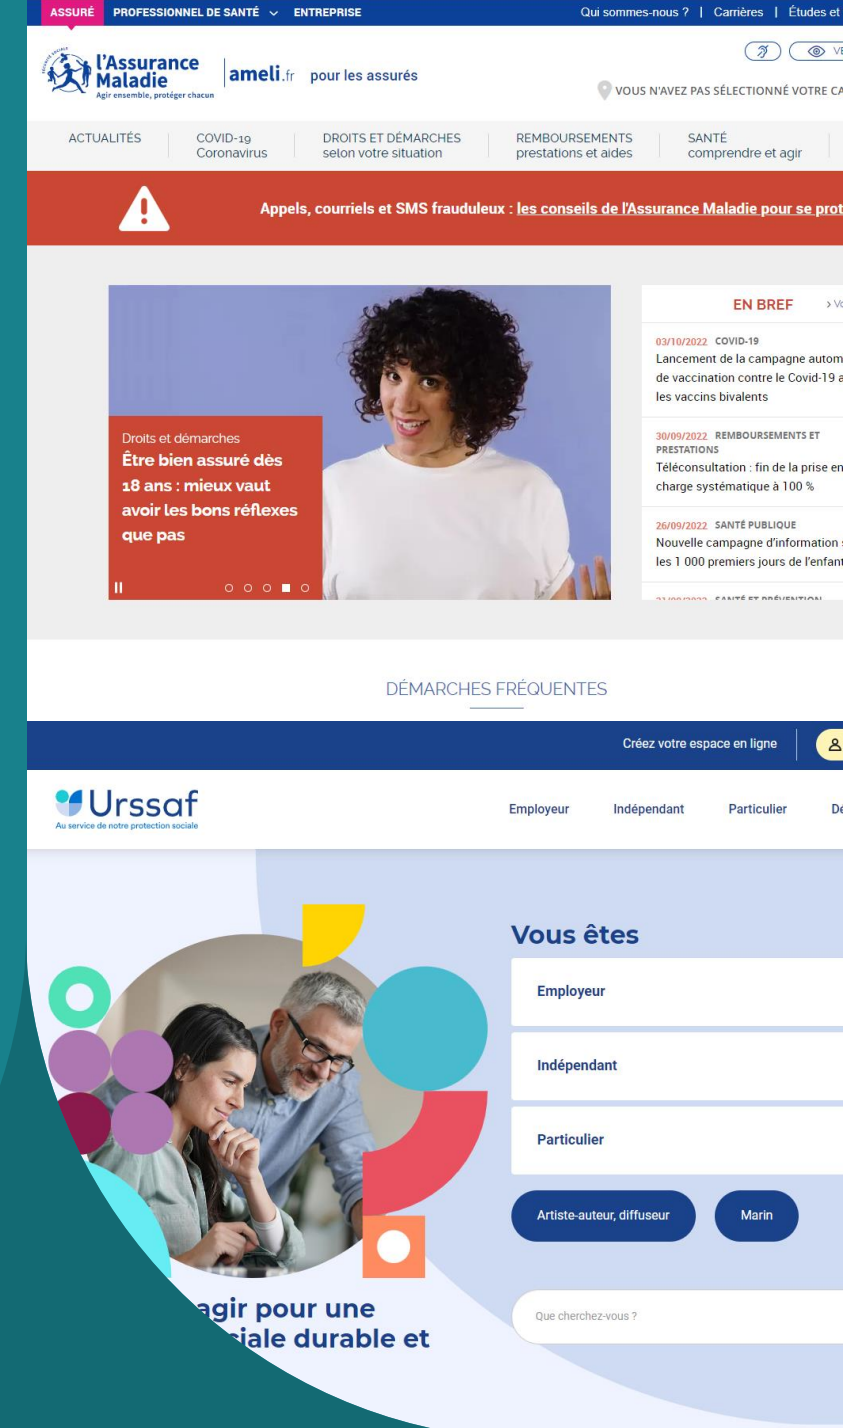 ASSURÉ PROFESSIONNEL DE SANTÉ ENTREPRISE Qui sommes-nous ? | Carrières | Études et
SÉCURITÉ SOCIALE
l'Assurance
Maladie
Agir ensemble, protéger chacun
ameli.fr pour les assurés
VOUS N'AVEZ PAS SÉLECTIONNÉ VOTRE
ACTUALITÉS
COVID-19
Coronavirus
DROITS ET DÉMARCHES
selon votre situation
REMBOURSEMENTS
prestations et aides
SANTÉ
comprendre et agir
Appels, courriels et SMS frauduleux : les conseils de l'Assurance Maladie pour se
Droits et démarches
Être bien assuré dès
18 ans : mieux vaut
avoir les bons réflexes
que pas
EN BREF
03/10/2022 COVID-19
Lancement de la campagne
de vaccination contre le Covid-19
les vaccins bivalents
30/09/2022 REMBOURSEMENTS ET
PRESTATIONS
Téléconsultation : fin de la prise en
charge systématique à 100 %
26/09/2022 SANTÉ PUBLIQUE
Nouvelle campagne d'information
les 1 000 premiers jours de l'enfant
DÉMARCHES FRÉQUENTES
Créez votre espace en ligne
Urssaf
Au service de notre protection sociale
Employeur Indépendant Particulier
Vous êtes
Employeur
Indépendant
Particulier
Artiste-auteur, diffuseur Marin
Que cherchez-vous ?
agir pour une
durable et